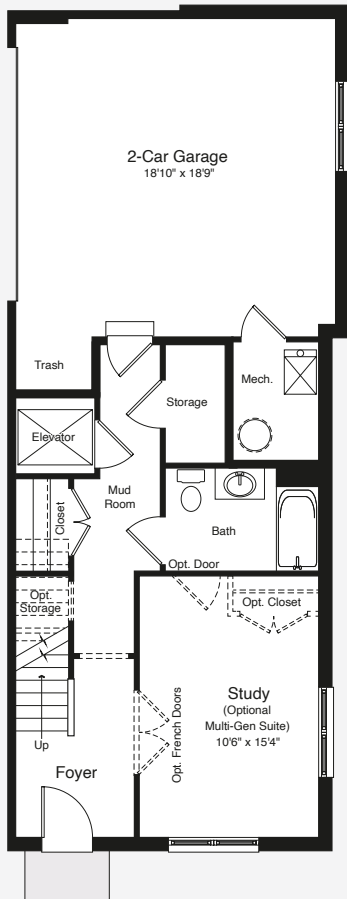 2-Car Garage
18'10" x 18'9"
Trash
Mech.
Storage
Elevator
Closet
Mud
Room
Bath
Opt. Door
Opt.
Storage
Opt. Closet
Study
(Optional
Multi-Gen Suite)
10'6" x 15'4"
Opt. French Doors
Up
Foyer